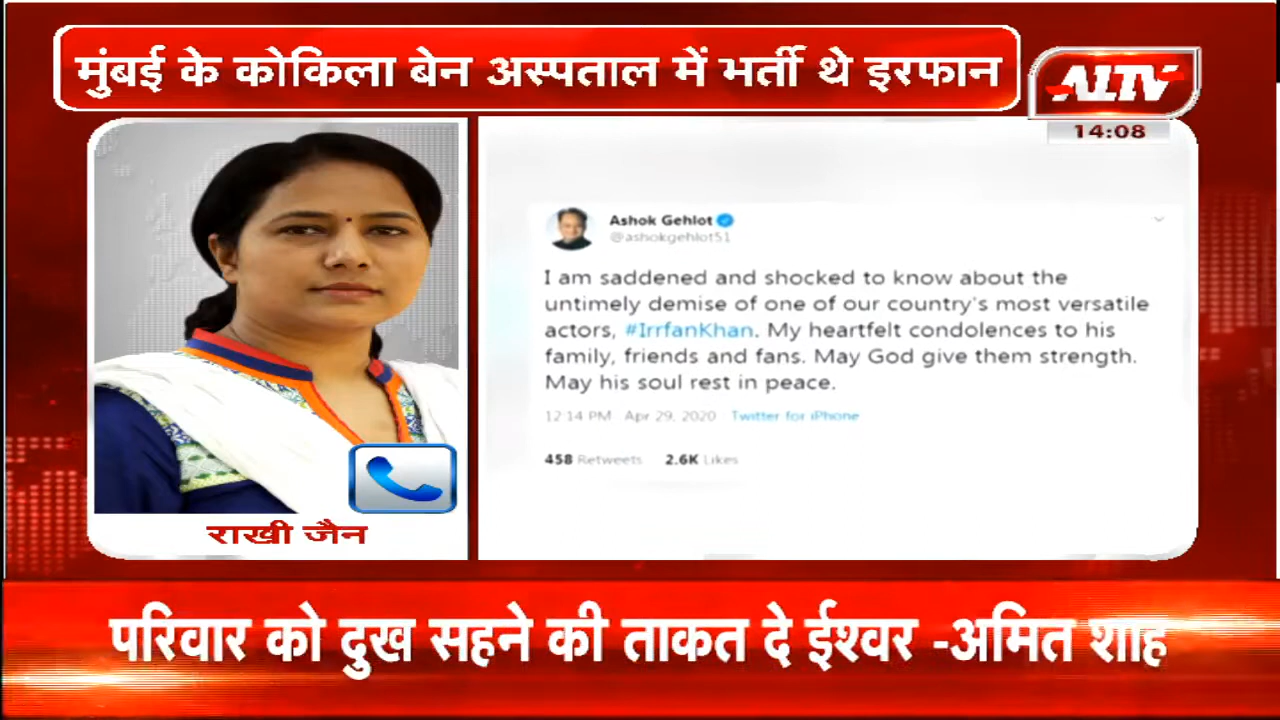 मुंबई के कोकिला बेन अस्पताल में भर्ती थे इरफान
ALTV
14:08
Ashok Gehlot
@ashokgehlot51
I am saddened and shocked to know about the
untimely demise of one of our country's most versatile
actors, #IrrfanKhan. My heartfelt condolences to his
family, friends and fans. May God give them strength.
May his soul rest in peace.
12:14 PM Apr 29, 2020 Twitter for iPhone
458 Retweets 2.6K Likes
राखी जैन
परिवार को दुख सहने की ताकत दे ईश्वर -अमित शाह